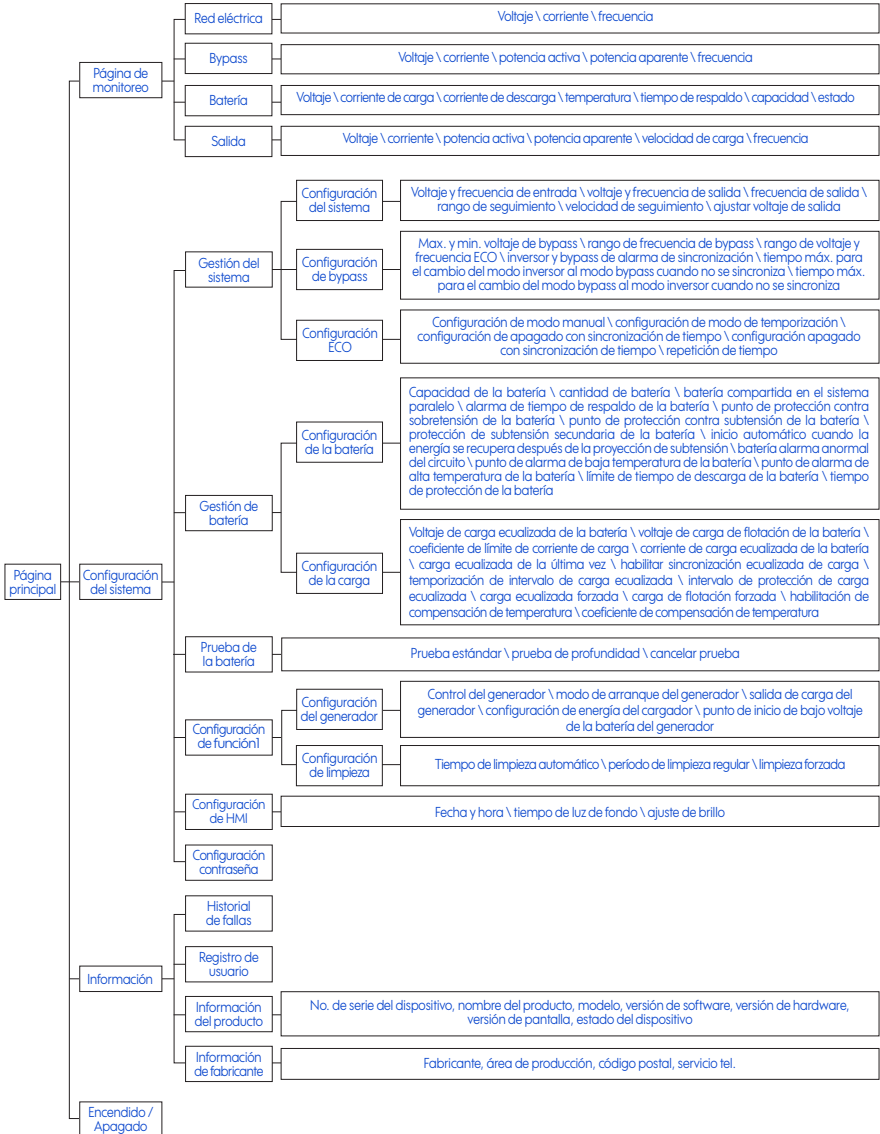 Red eléctrica
Voltaje \ corriente \ frecuencia
Bypass
Voltaje \ corriente \ potencia activa \ potencia aparente \ frecuencia
Página de
monitoreo
Batería
Voltaje \ corriente de carga \ corriente de descarga \ temperatura \ tiempo de respaldo \ capacidad \ estado
Salida
Voltaje \ corriente \ potencia activa \ potencia aparente \ velocidad de carga \ frecuencia
Configuración
del sistema
Voltaje y frecuencia de entrada \ voltaje y frecuencia de salida \ frecuencia de salida \
rango de seguimiento \ velocidad de seguimiento \ ajustar voltaje de salida
Gestión del
sistema
Configuración
de bypass
Max. y min. voltaje de bypass \ rango de frecuencia de bypass \ rango de voltaje y
frecuencia ECO \ inversor y bypass de alarma de sincronización \ tiempo máx. para
el cambio del modo inversor al modo bypass cuando no se sincroniza \ tiempo máx.
para el cambio del modo bypass al modo inversor cuando no se sincroniza
Configuración
ECO
Configuración de modo manual \ configuración de modo de temporización \
configuración de apagado con sincronización de tiempo \ configuración apagado
con sincronización de tiempo \ repetición de tiempo
Configuración
de la batería
Capacidad de la batería \ cantidad de batería \ batería compartida en el sistema
paralelo \ alarma de tiempo de respaldo de la batería \ punto de protección contra
sobretensión de la batería \ punto de protección contra subtensión de la batería \
protección de subtensión secundaria de la batería \ inicio automático cuando la
energía se recupera después de la proyección de subtensión \ batería alarma anormal
del circuito \ punto de alarma de baja temperatura de la batería \ punto de alarma de
alta temperatura de la batería \ límite de tiempo de descarga de la batería \ tiempo
de protección de la batería
Gestión de
batería
Configuración
de la carga
Voltaje de carga ecualizada de la batería \ voltaje de carga de flotación de la batería \
coeficiente de límite de corriente de carga \ corriente de carga ecualizada de la batería
\ carga ecualizada de la última vez \ habilitar sincronización ecualizada de carga \
temporización de intervalo de carga ecualizada \ intervalo de protección de carga
ecualizada \ carga ecualizada forzada \ carga de flotación forzada \ habilitación de
compensación de temperatura \ coeficiente de compensación de temperatura
Página
principal
Configuración
del sistema
Prueba de
la batería
Prueba estándar \ prueba de profundidad \ cancelar prueba
Configuración
de función1
Configuración
del generador
Control del generador \ modo de arranque del generador \ salida de carga del
generador \ configuración de energía del cargador \ punto de inicio de bajo voltaje
de la batería del generador
Configuración
de limpieza
Tiempo de limpieza automático \ período de limpieza regular \ limpieza forzada
Configuración
de HMI
Fecha y hora \ tiempo de luz de fondo \ ajuste de brillo
Configuración
contraseña
Historial
de fallas
Registro de
usuario
Información
Información
del producto
No. de serie del dispositivo, nombre del producto, modelo, versión de software, versión de hardware,
versión de pantalla, estado del dispositivo
Información
de fabricante
Fabricante, área de producción, código postal, servicio tel.
Encendido /
Apagado